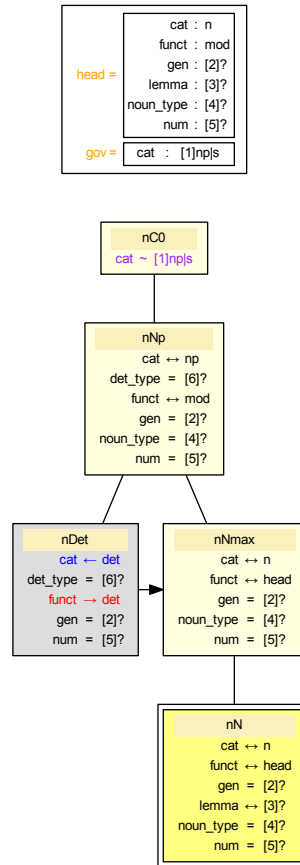 head =
cat : n
funct : mod
gen : [2]?
lemma : [3]?
noun_type : [4]?
num : [5]?
gov =
cat : [1]np|s
nC0
cat ~ [1]np|s
nNp
cat ↔ np
det_type = [6]?
funct ↔ mod
gen = [2]?
noun_type = [4]?
num = [5]?
nDet
cat ← det
det_type = [6]?
funct → det
gen = [2]?
num = [5]?
nNmax
cat ↔ n
funct ↔ head
gen = [2]?
noun_type = [4]?
num = [5]?
nN
cat ↔ n
funct ↔ head
gen = [2]?
lemma ↔ [3]?
noun_type = [4]?
num = [5]?